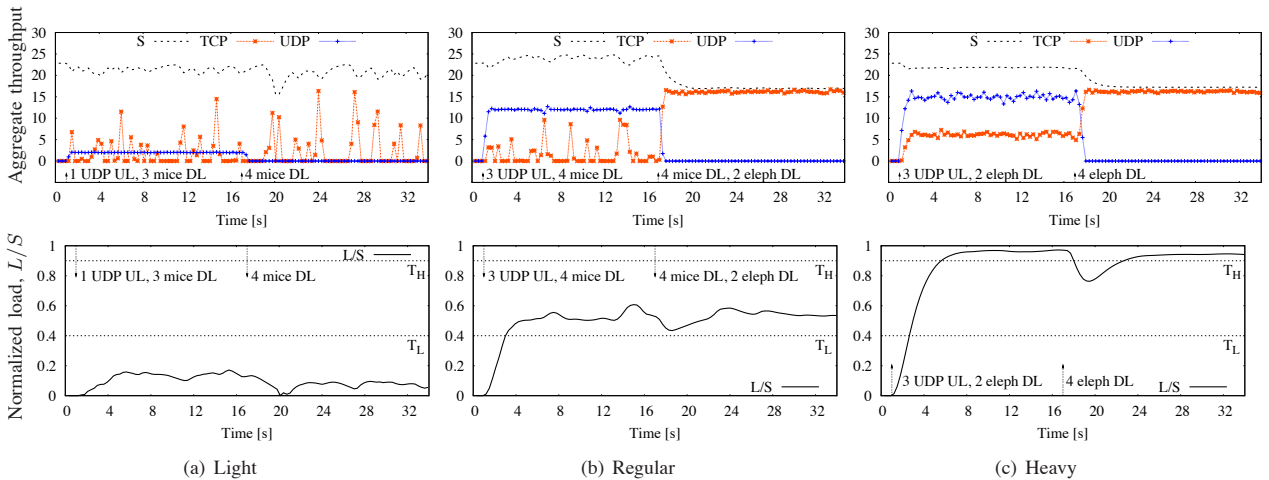 Aggregate throughput
30
25
20
15
10
5
0
S TCP UDP
1 UDP UL, 3 mice DL
4 mice DL
0 4 8 12 16 20 24 28 32
Time [s]
30
25
20
15
10
5
0
S TCP UDP
3 UDP UL, 4 mice DL
4 mice DL, 2 eleph DL
0 4 8 12 16 20 24 28 32
Time [s]
30
25
20
15
10
5
0
S TCP UDP
3 UDP UL, 2 eleph DL
4 eleph DL
0 4 8 12 16 20 24 28 32
Time [s]
Normalized load, L/S
1
0.8
0.6
0.4
0.2
0
L/S
T_H
1 UDP UL, 3 mice DL
4 mice DL
T_L
0 4 8 12 16 20 24 28 32
Time [s]
(a) Light
1
0.8
0.6
0.4
0.2
0
T_H
3 UDP UL, 4 mice DL
4 mice DL, 2 eleph DL
T_L
L/S
0 4 8 12 16 20 24 28 32
Time [s]
(b) Regular
1
0.8
0.6
0.4
0.2
0
T_H
T_L
3 UDP UL, 2 eleph DL
4 eleph DL
L/S
0 4 8 12 16 20 24 28 32
Time [s]
(c) Heavy